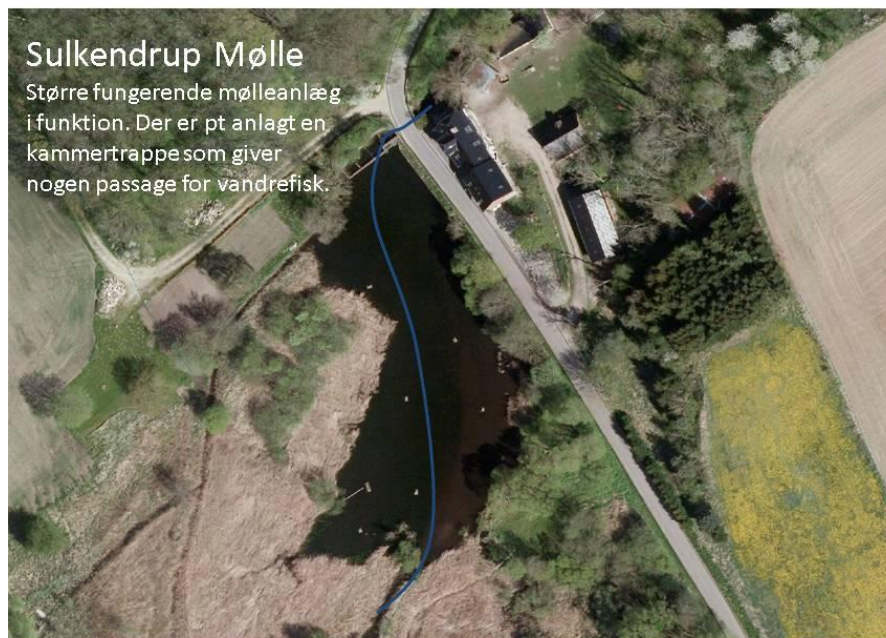 Sulkendrup Mølle
Større fungerende mølleanlæg
i funktion. Der er pt anlagt en
kammertrappe som giver
nogen passage for vandrefisk.